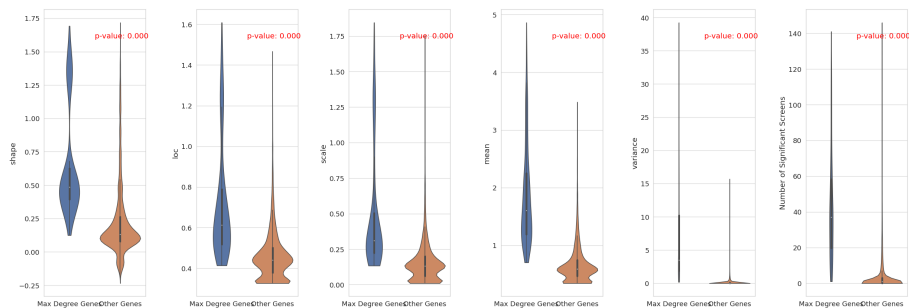 shape
1.75
1.50
1.25
1.00
0.75
0.50
0.25
0.00
−0.25
p-value: 0.000
Max Degree Genes Other Genes
loc
1.6
1.4
1.2
1.0
0.8
0.6
0.4
p-value: 0.000
Max Degree Genes Other Genes
scale
1.75
1.50
1.25
1.00
0.75
0.50
0.25
0.00
p-value: 0.000
Max Degree Genes Other Genes
mean
5
4
3
2
1
p-value: 0.000
Max Degree Genes Other Genes
variance
40
35
30
25
20
15
10
5
0
p-value: 0.000
Max Degree Genes Other Genes
Number of Significant Screens
140
120
100
80
60
40
20
0
p-value: 0.000
Max Degree Genes Other Genes